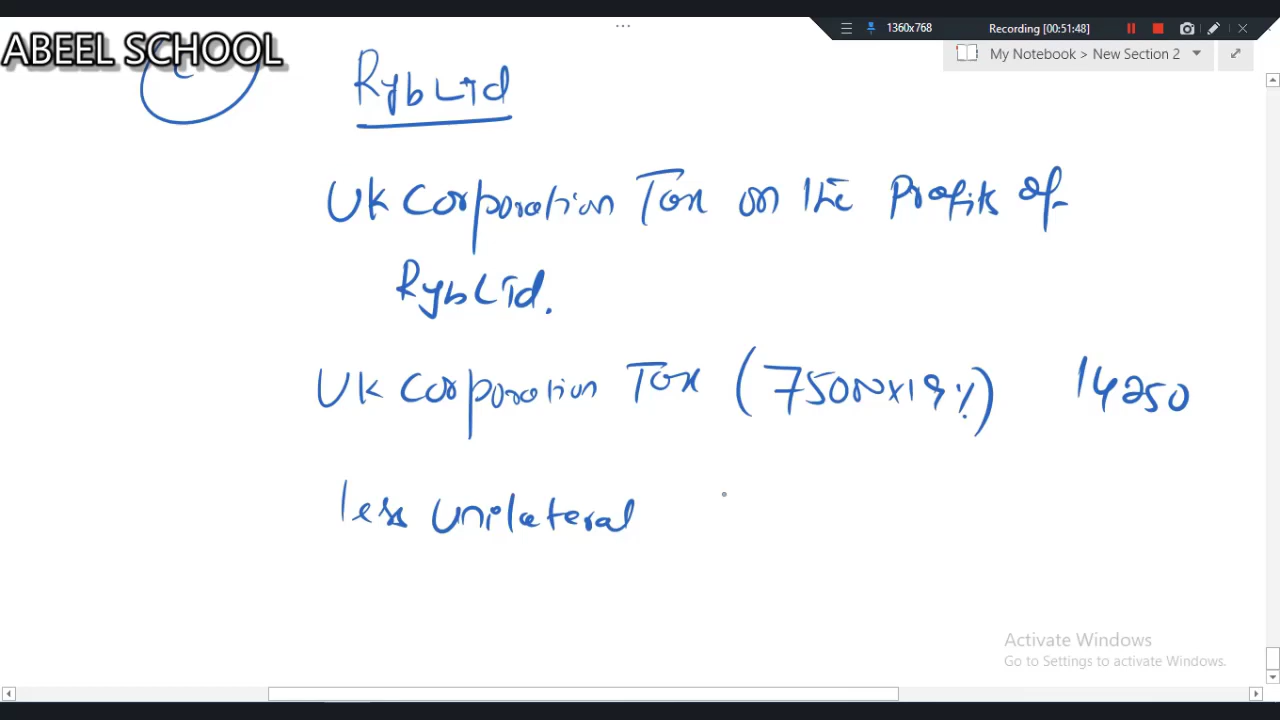 1360x768
Recording [00:51:48]
ABEEL SCHOOL
My Notebook > New Section 2
Ryb Ltd
UK Corporation Tax on the Profits of
Ryb Ltd.
UK Corporation Tax (75000x19%) 14250
less unilateral
Activate Windows
Go to Settings to activate Windows.